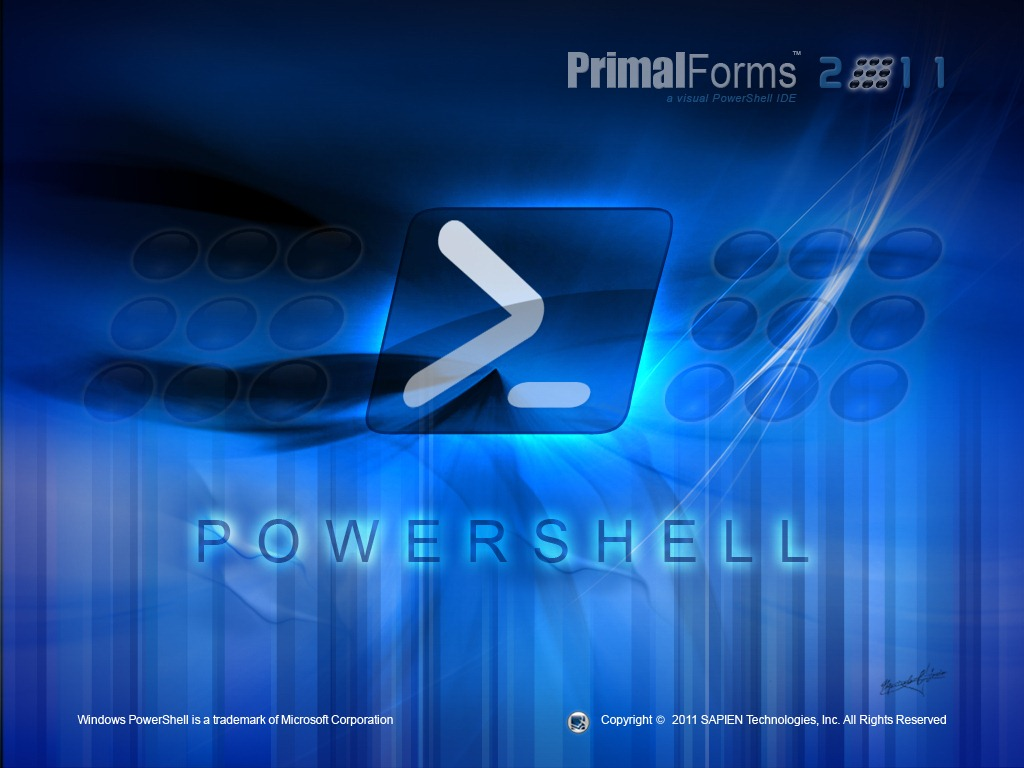 PrimalForms™ 2011
a visual PowerShell IDE
>_
POWERSHELL
Windows PowerShell is a trademark of Microsoft Corporation
Copyright © 2011 SAPIEN Technologies, Inc. All Rights Reserved